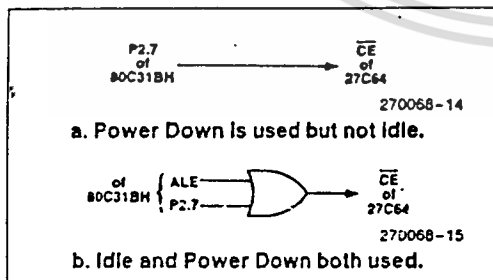 P2.7
of
80C31BH
CE
of
27C64
270068-14
a. Power Down is used but not Idle.
of
80C31BH
ALE
P2.7
CE
of
27C64
270068-15
b. Idle and Power Down both used.